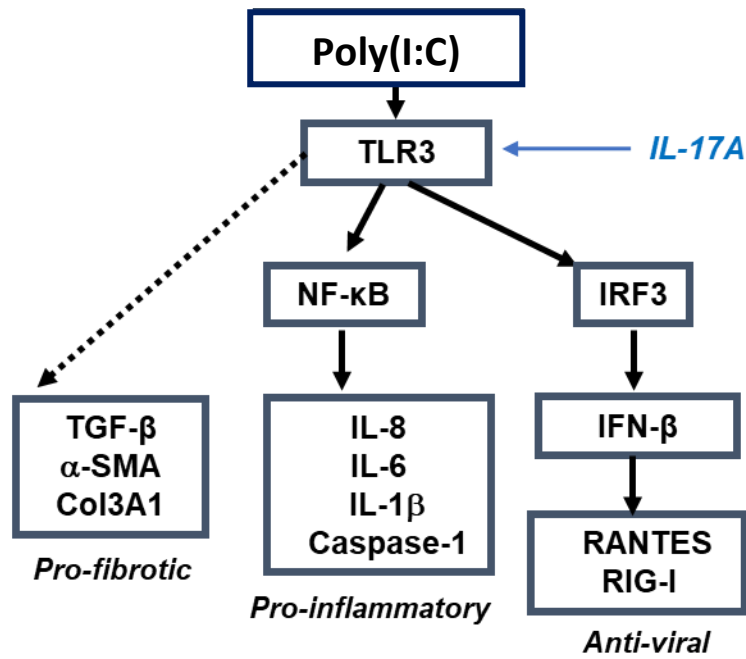 Poly(I:C)
TLR3
IL-17A
NF-κB
IRF3
TGF-β
α-SMA
Col3A1
Pro-fibrotic
IL-8
IL-6
IL-1β
Caspase-1
Pro-inflammatory
IFN-β
RANTES
RIG-I
Anti-viral